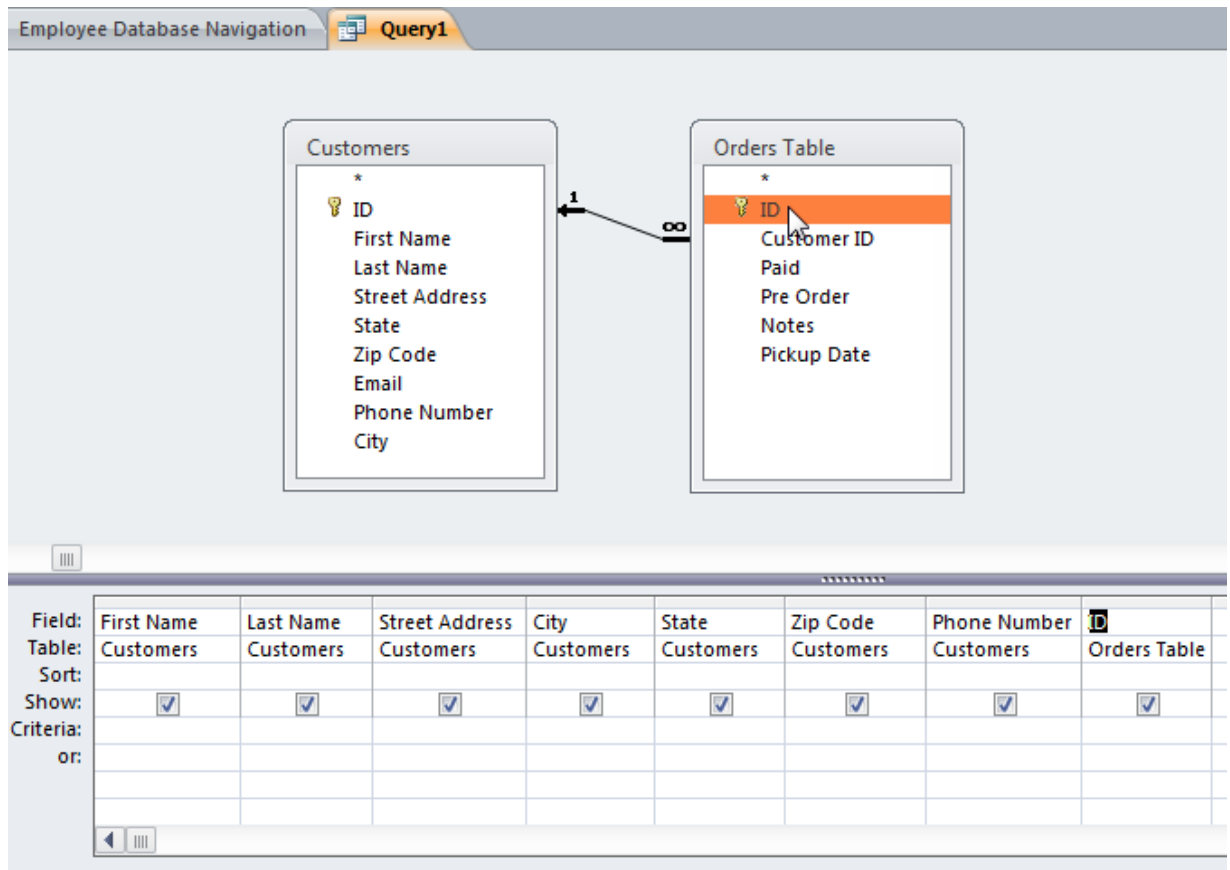 Employee Database Navigation Query1
Customers
*
ID
First Name
Last Name
Street Address
State
Zip Code
Email
Phone Number
City
1
∞
Orders Table
*
ID
Customer ID
Paid
Pre Order
Notes
Pickup Date
Field: First Name Last Name Street Address City State Zip Code Phone Number ID
Table: Customers Customers Customers Customers Customers Customers Customers Orders Table
Sort:
Show:
Criteria:
or: